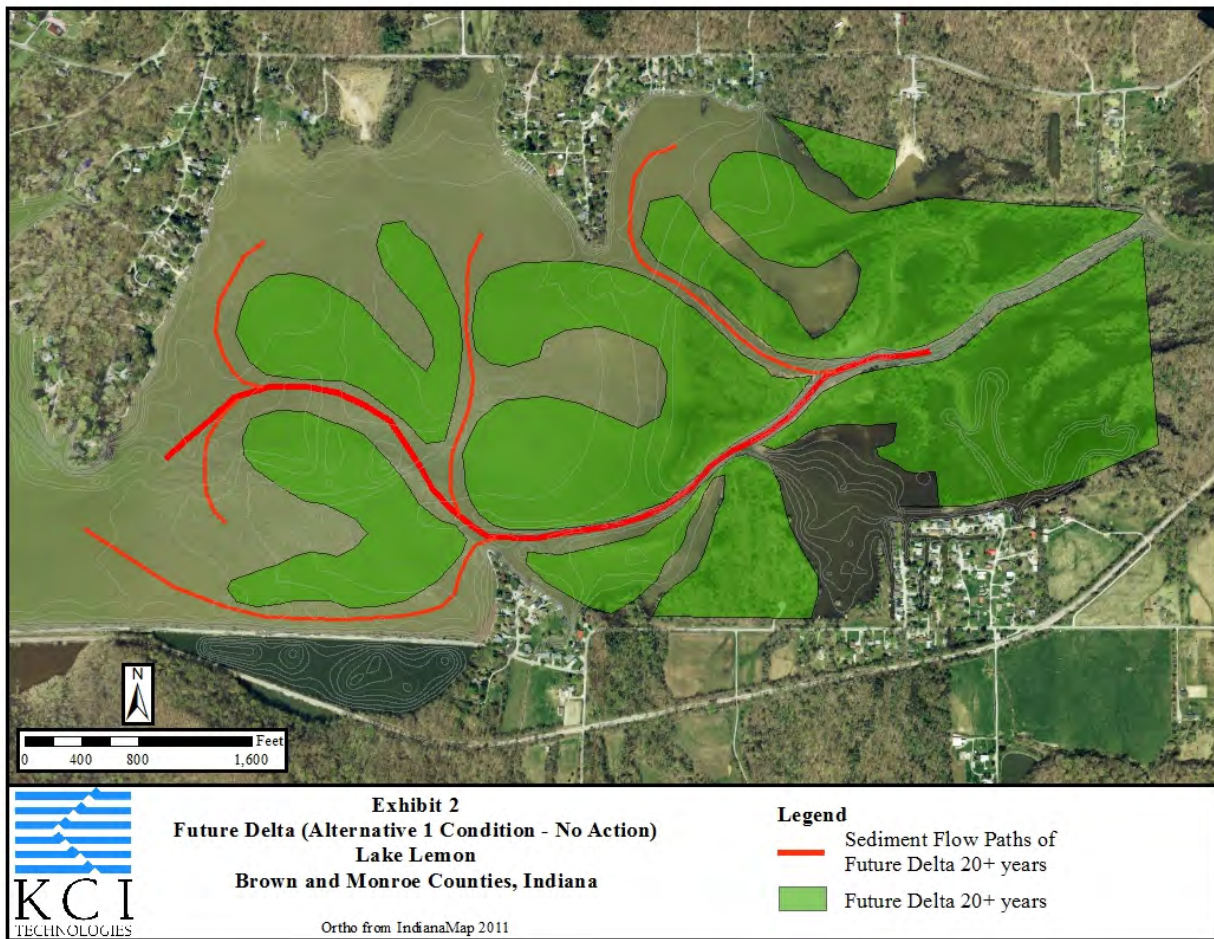 N
Feet
0 400 800 1,600
KCI
TECHNOLOGIES
Exhibit 2
Future Delta (Alternative 1 Condition - No Action)
Lake Lemon
Brown and Monroe Counties, Indiana
Ortho from IndianaMap 2011
Legend
Sediment Flow Paths of
Future Delta 20+ years
Future Delta 20+ years